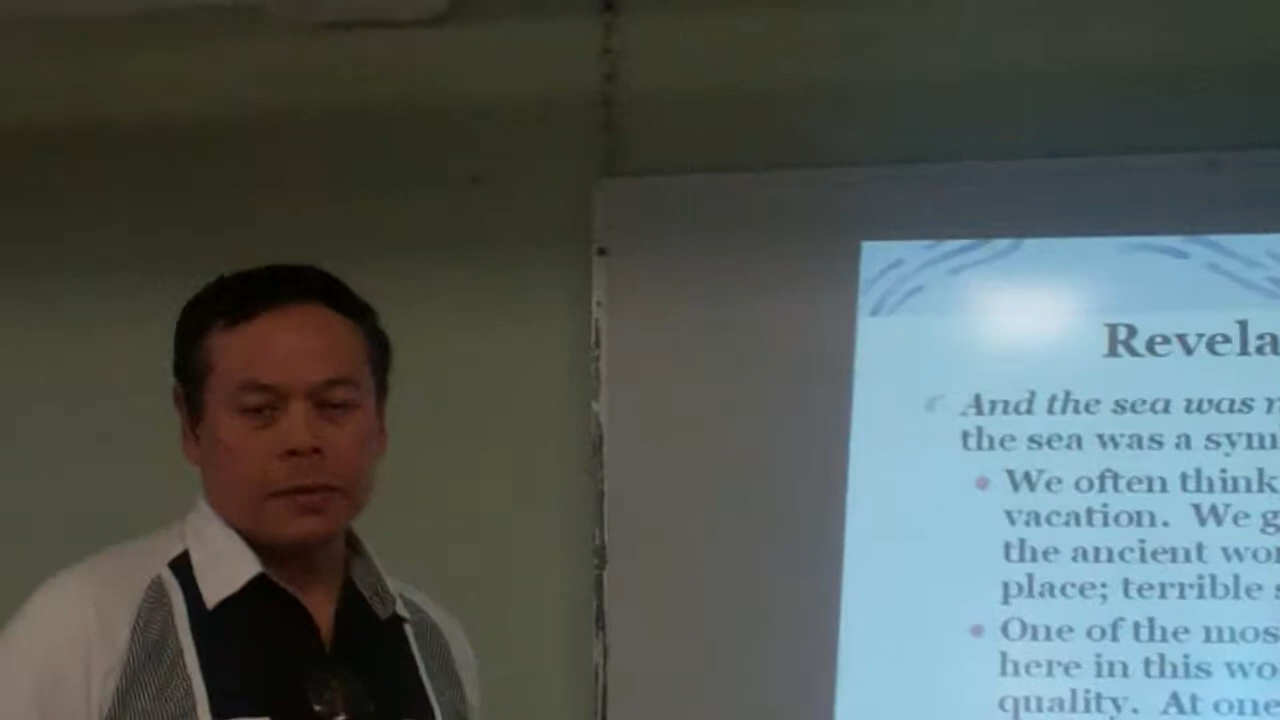 Revela
And the sea was
the sea was a sym
We often think
vacation. We g
the ancient wor
place; terrible
One of the mos
here in this wo
quality. At one